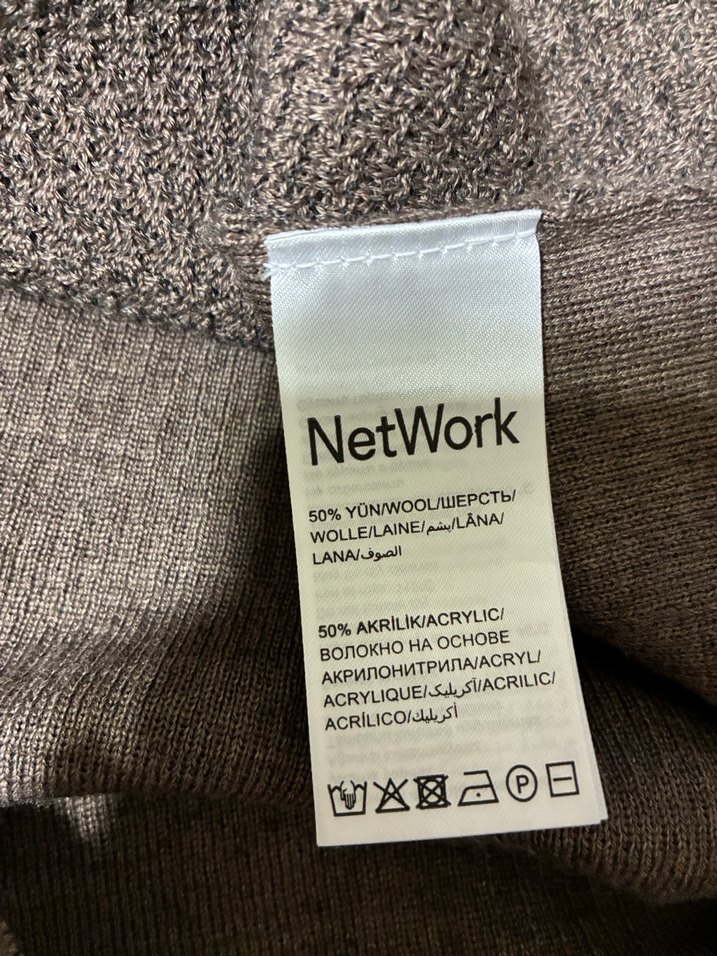 NetWork
50% YÜN/WOOL/ШЕРСТЬ/
WOLLE/LAINE/پشم/LÂNA/
LANA/الصوف
50% AKRİLİK/ACRYLIC/
ВОЛОКНО НА ОСНОВЕ
АКРИЛОНИТРИЛА/ACRYL/
ACRYLIQUE/آکریلیک/ACRILIC/
ACRÍLICO/أكريليك
P